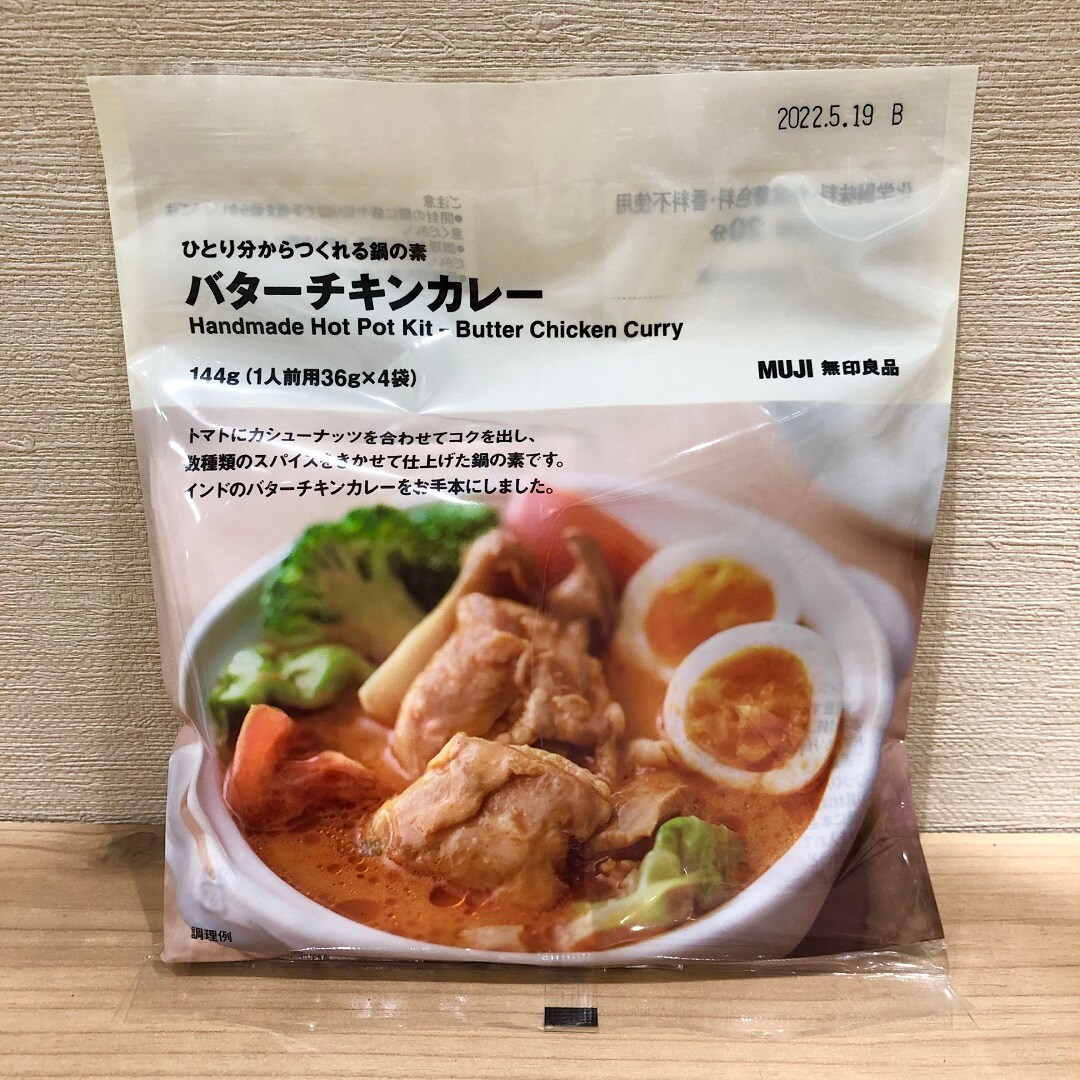 2022.5.19 B
ひとり分からつくれる鍋の素
バターチキンカレー
Handmade Hot Pot Kit - Butter Chicken Curry
144g (1人前用36g×4袋)
MUJI 無印良品
トマトにカシューナッツを合わせてコクを出し、
数種類のスパイスをきかせて仕上げた鍋の素です。
インドのバターチキンカレーをお手本にしました。
調理例